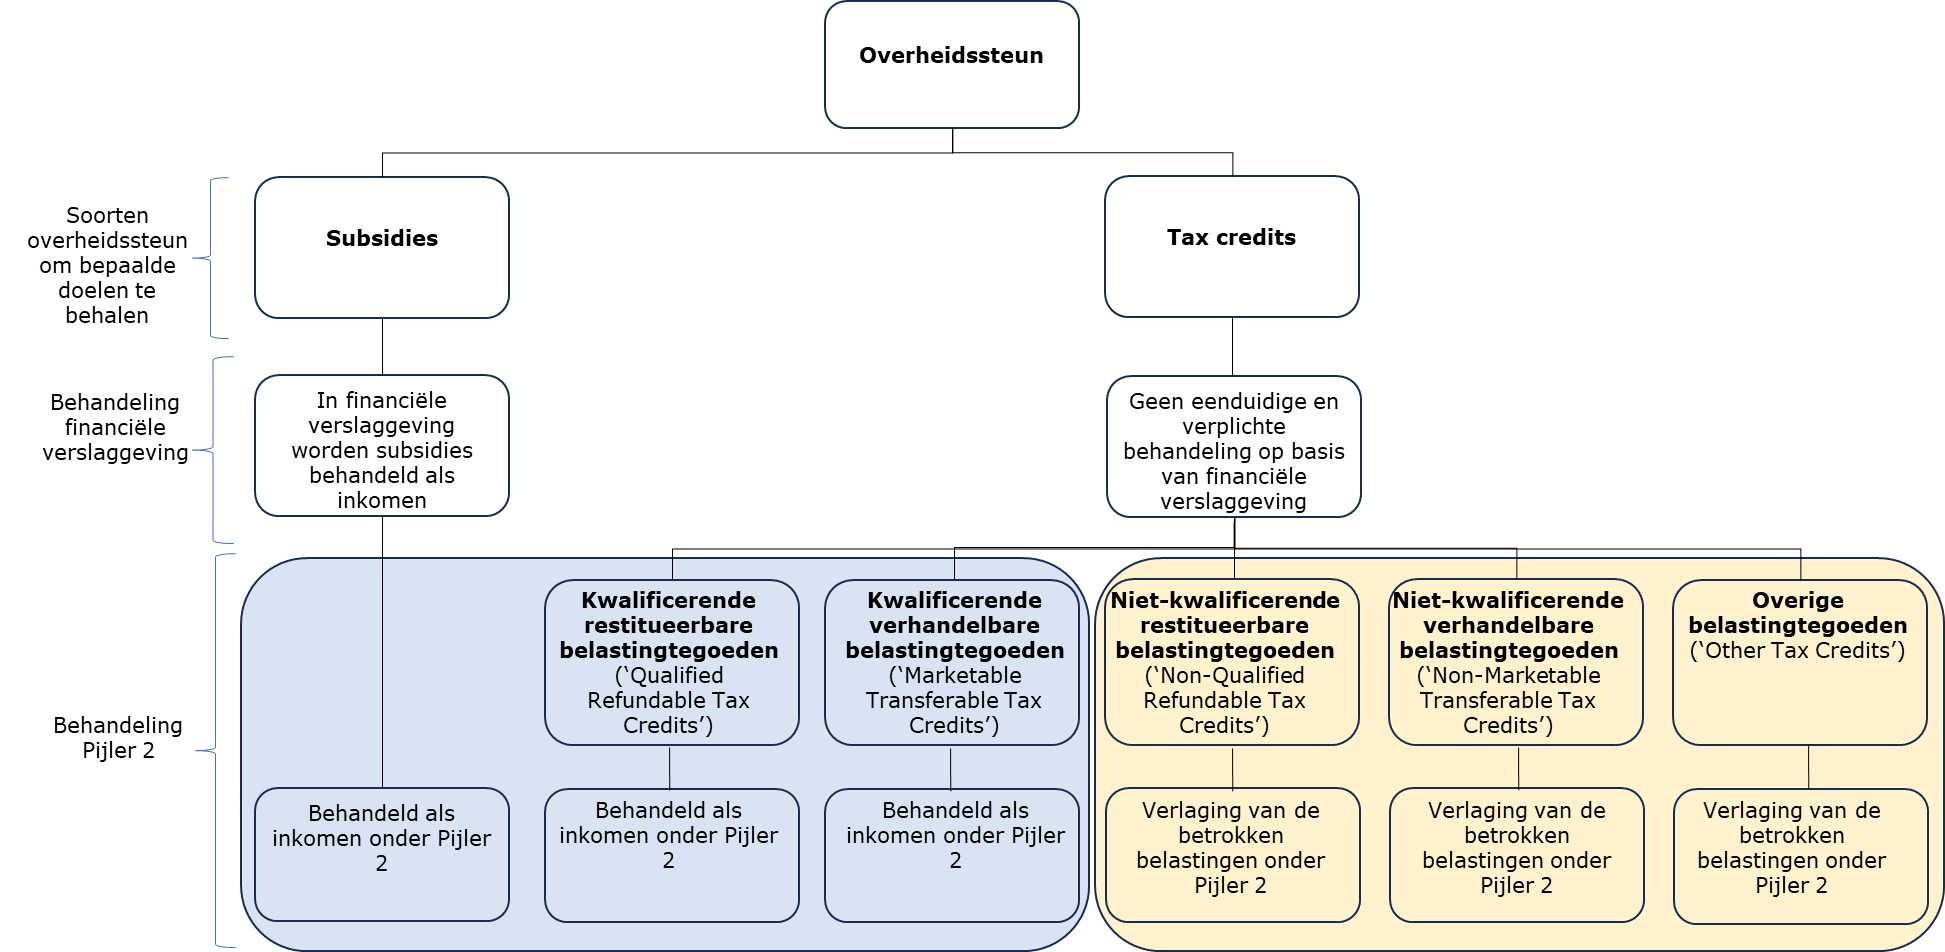 Overheidssteun
Soorten
overheidssteun
om bepaalde
doelen te
behalen
Subsidies
Tax credits
Behandeling
financiële
verslaggeving
In financiële
verslaggeving
worden subsidies
behandeld als
inkomen
Geen eenduidige en
verplichte
behandeling op basis
van financiële
verslaggeving
Behandeling
Pijler 2
Kwalificerende
restitueerbare
belastingtegoeden
(‘Qualified
Refundable Tax
Credits’)
Kwalificerende
verhandelbare
belastingtegoeden
(‘Marketable
Transferable Tax
Credits’)
Niet-kwalificerende
restitueerbare
belastingtegoeden
(‘Non-Qualified
Refundable Tax
Credits’)
Niet-kwalificerende
verhandelbare
belastingtegoeden
(‘Non-Marketable
Transferable Tax
Credits’)
Overige
belastingtegoeden
(‘Other Tax Credits’)
Behandeld als
inkomen onder Pijler
2
Behandeld als
inkomen onder Pijler
2
Behandeld als
inkomen onder Pijler
2
Verlaging van de
betrokken
belastingen onder
Pijler 2
Verlaging van de
betrokken
belastingen onder
Pijler 2
Verlaging van de
betrokken
belastingen onder
Pijler 2